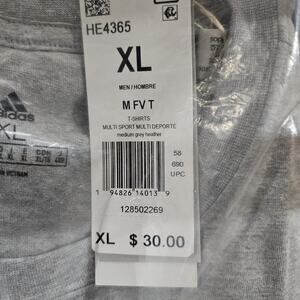 HE4365
XL
MEN / HOMBRE
M FV T
T-SHIRTS
MULTI SPORT MULTI DEPORTE
medium grey heather
58
690
UPC
1 94826 14013 9
128502269
XL $ 30.00
adidas
XL
VIETNAM